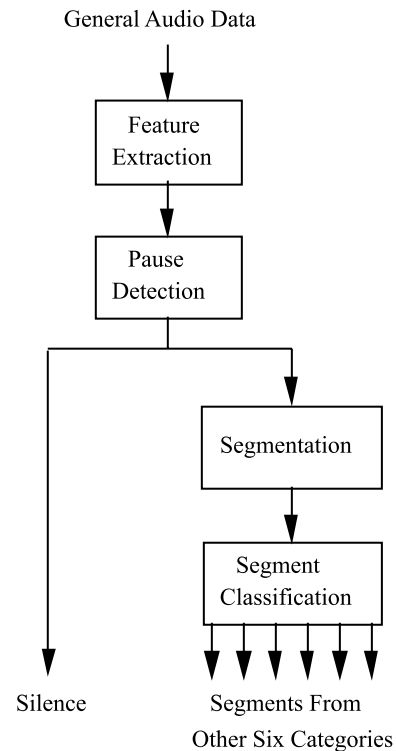 General Audio Data
Feature
Extraction
Pause
Detection
Segmentation
Segment
Classification
Silence
Segments From
Other Six Categories